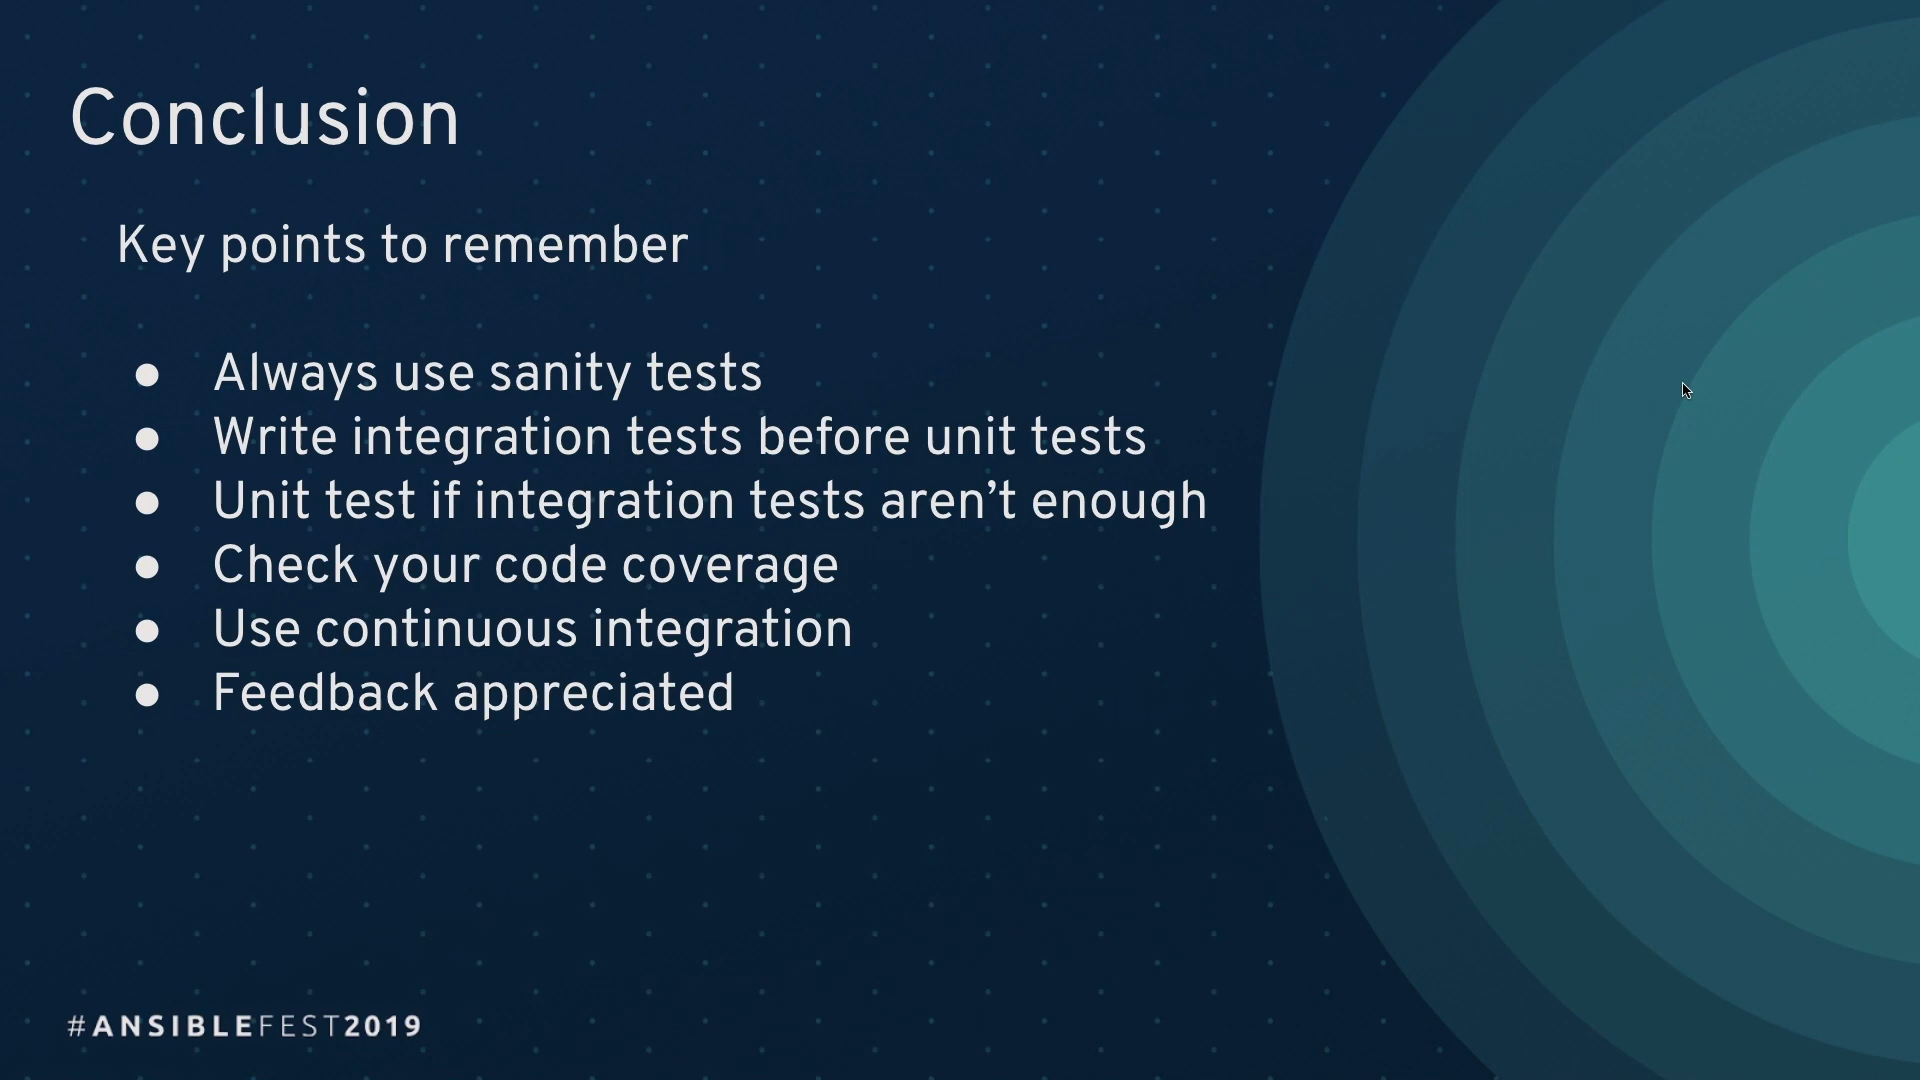 Conclusion
Key points to remember
● Always use sanity tests
● Write integration tests before unit tests
● Unit test if integration tests aren’t enough
● Check your code coverage
● Use continuous integration
● Feedback appreciated
#ANSIBLEFEST2019